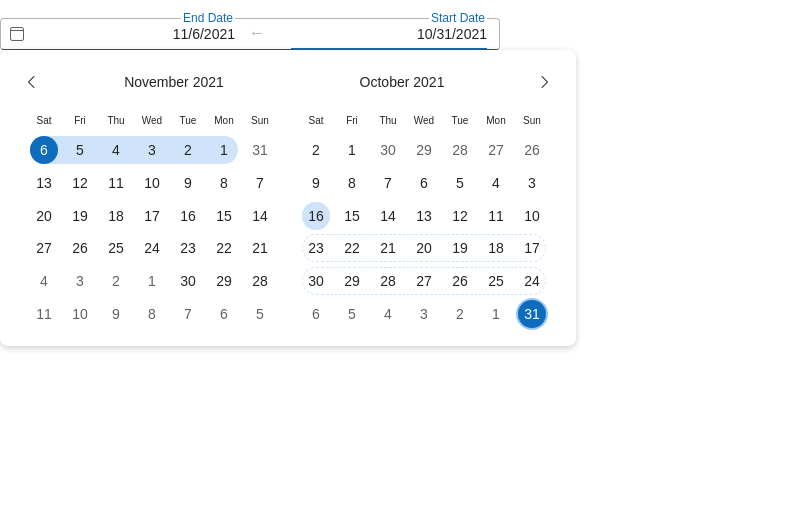 End Date Start Date
11/6/2021 ← 10/31/2021
November 2021 October 2021
Sat Fri Thu Wed Tue Mon Sun Sat Fri Thu Wed Tue Mon Sun
6 5 4 3 2 1 31 2 1 30 29 28 27 26
13 12 11 10 9 8 7 9 8 7 6 5 4 3
20 19 18 17 16 15 14 16 15 14 13 12 11 10
27 26 25 24 23 22 21 23 22 21 20 19 18 17
4 3 2 1 30 29 28 30 29 28 27 26 25 24
11 10 9 8 7 6 5 6 5 4 3 2 1 31